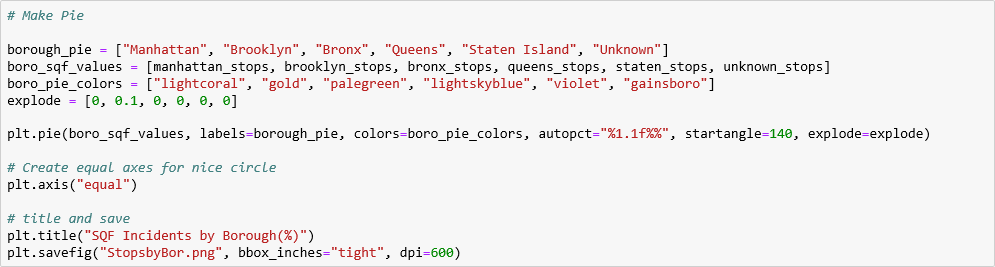 # Make Pie
borough_pie = ["Manhattan", "Brooklyn", "Bronx", "Queens", "Staten Island", "Unknown"]
boro_sqf_values = [manhattan_stops, brooklyn_stops, bronx_stops, queens_stops, staten_stops, unknown_stops]
boro_pie_colors = ["lightcoral", "gold", "palegreen", "lightskyblue", "violet", "gainsboro"]
explode = [0, 0.1, 0, 0, 0, 0]
plt.pie(boro_sqf_values, labels=borough_pie, colors=boro_pie_colors, autopct="%1.1f%%", startangle=140, explode=explode)
# Create equal axes for nice circle
plt.axis("equal")
# title and save
plt.title("SQF Incidents by Borough(%)")
plt.savefig("StopsbyBor.png", bbox_inches="tight", dpi=600)